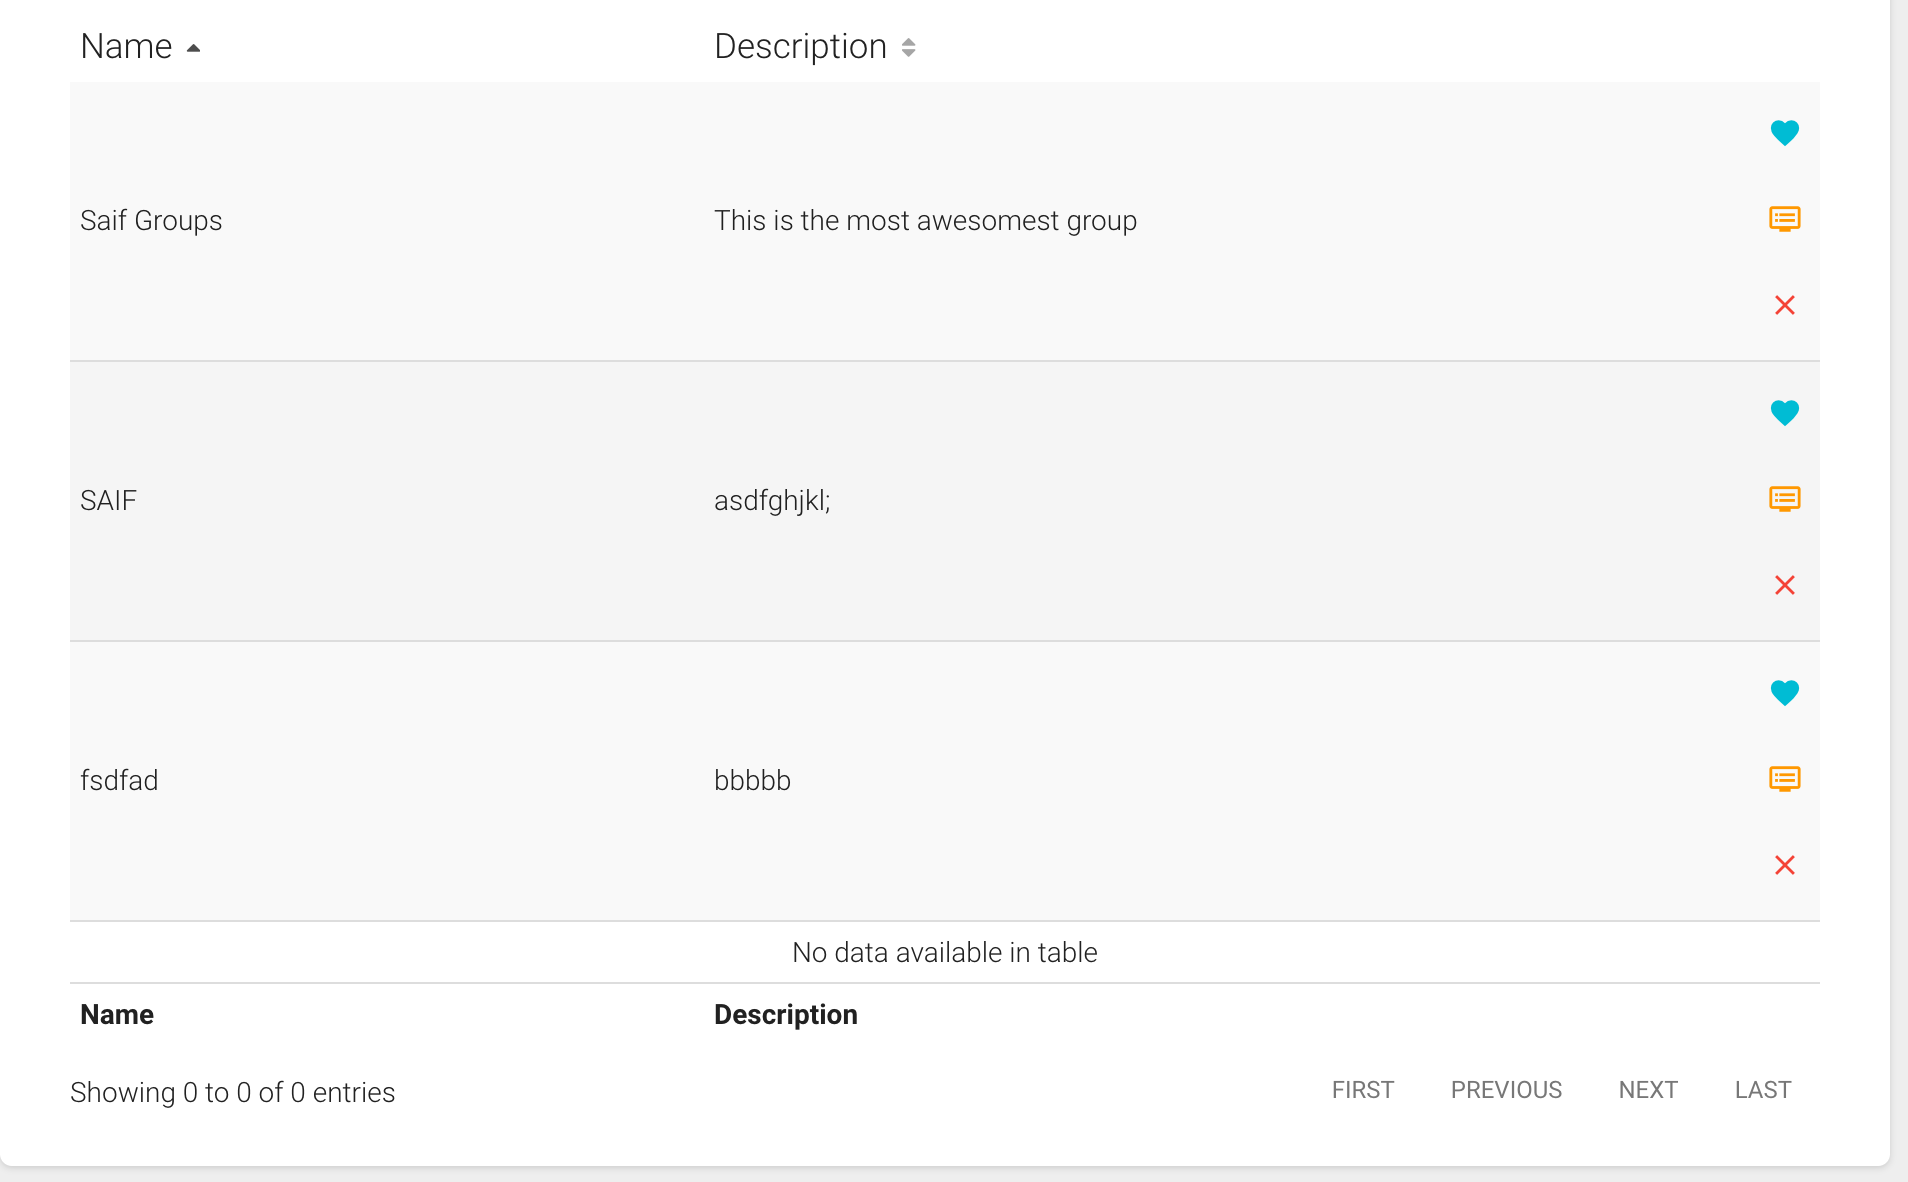 Name Description
Saif Groups This is the most awesomest group
SAIF asdfghjkl;
fsdfad bbbbb
No data available in table
Name Description
Showing 0 to 0 of 0 entries FIRST PREVIOUS NEXT LAST